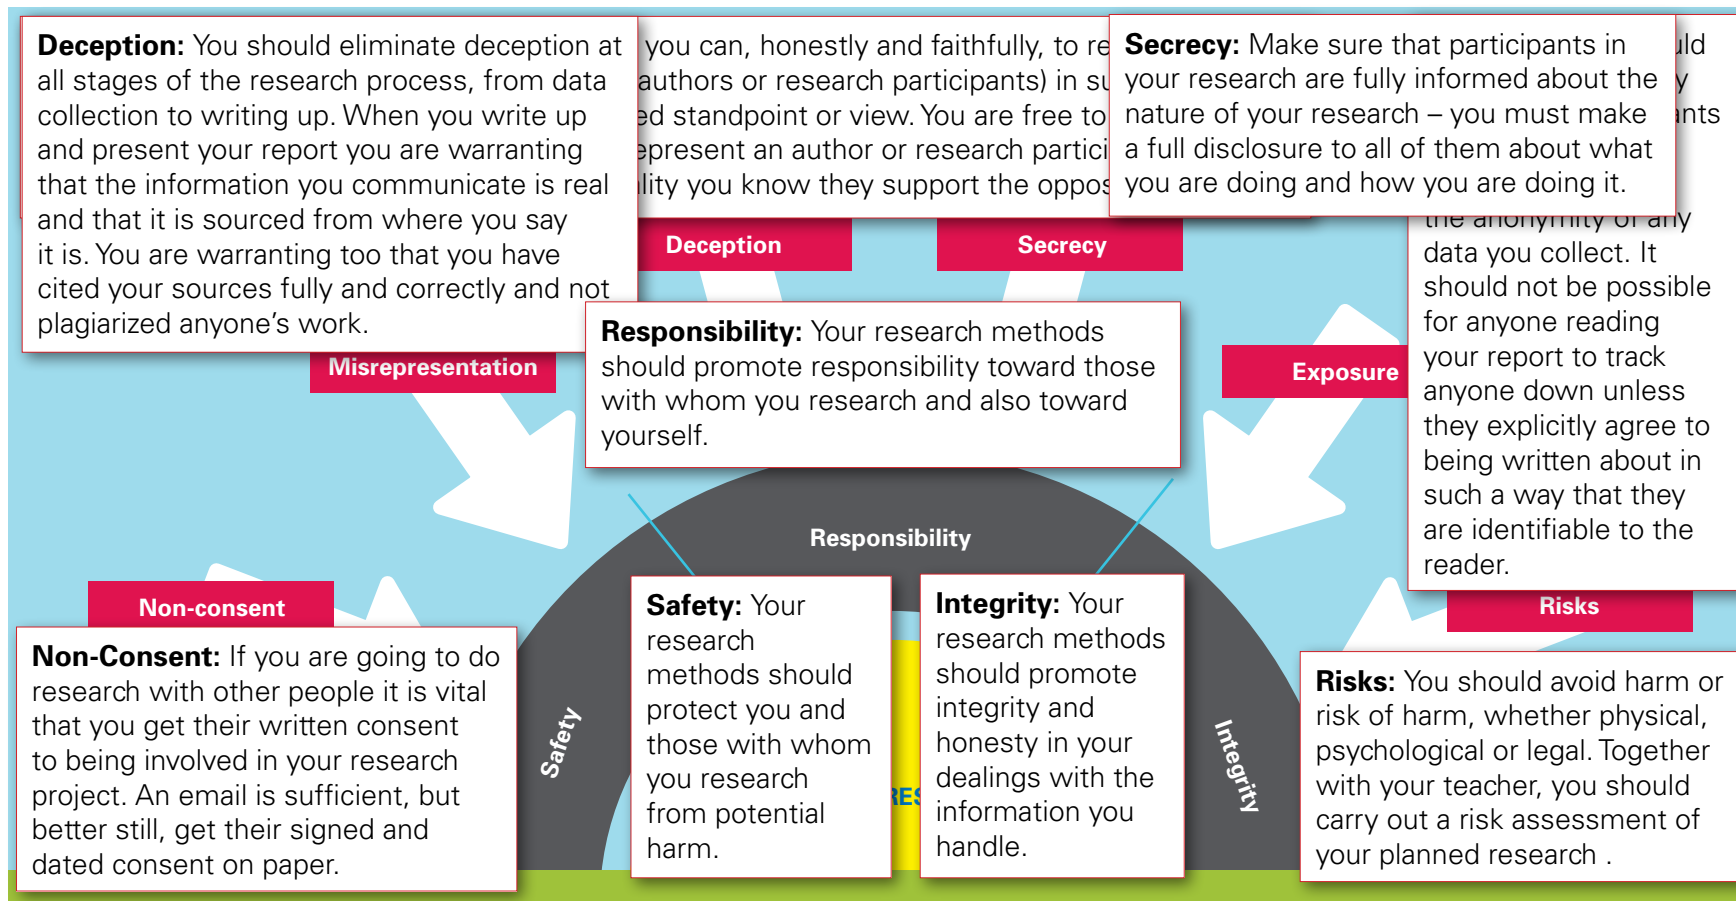 Deception: You should eliminate deception at
all stages of the research process, from data
collection to writing up. When you write up
and present your report you are warranting
that the information you communicate is real
and that it is sourced from where you say
it is. You are warranting too that you have
cited your sources fully and correctly and not
plagiarized anyone’s work.
you can, honestly and faithfully, to
authors or research participants) in
standpoint or view. You are free to
an author or research
you know they support the
Secrecy: Make sure that participants in
your research are fully informed about the
nature of your research – you must make
a full disclosure to all of them about what
you are doing and how you are doing it.
the anonymity of any
data you collect. It
should not be possible
for anyone reading
your report to track
anyone down unless
they explicitly agree to
being written about in
such a way that they
are identifiable to the
reader.
Deception
Secrecy
Misrepresentation
Exposure
Responsibility: Your research methods
should promote responsibility toward those
with whom you research and also toward
yourself.
Responsibility
Non-consent
Risks
Non-Consent: If you are going to do
research with other people it is vital
that you get their written consent
to being involved in your research
project. An email is sufficient, but
better still, get their signed and
dated consent on paper.
Safety
Safety: Your
research
methods should
protect you and
those with whom
you research
from potential
harm.
Integrity: Your
research methods
should promote
integrity and
honesty in your
dealings with the
information you
handle.
Integrity
Risks: You should avoid harm or
risk of harm, whether physical,
psychological or legal. Together
with your teacher, you should
carry out a risk assessment of
your planned research .